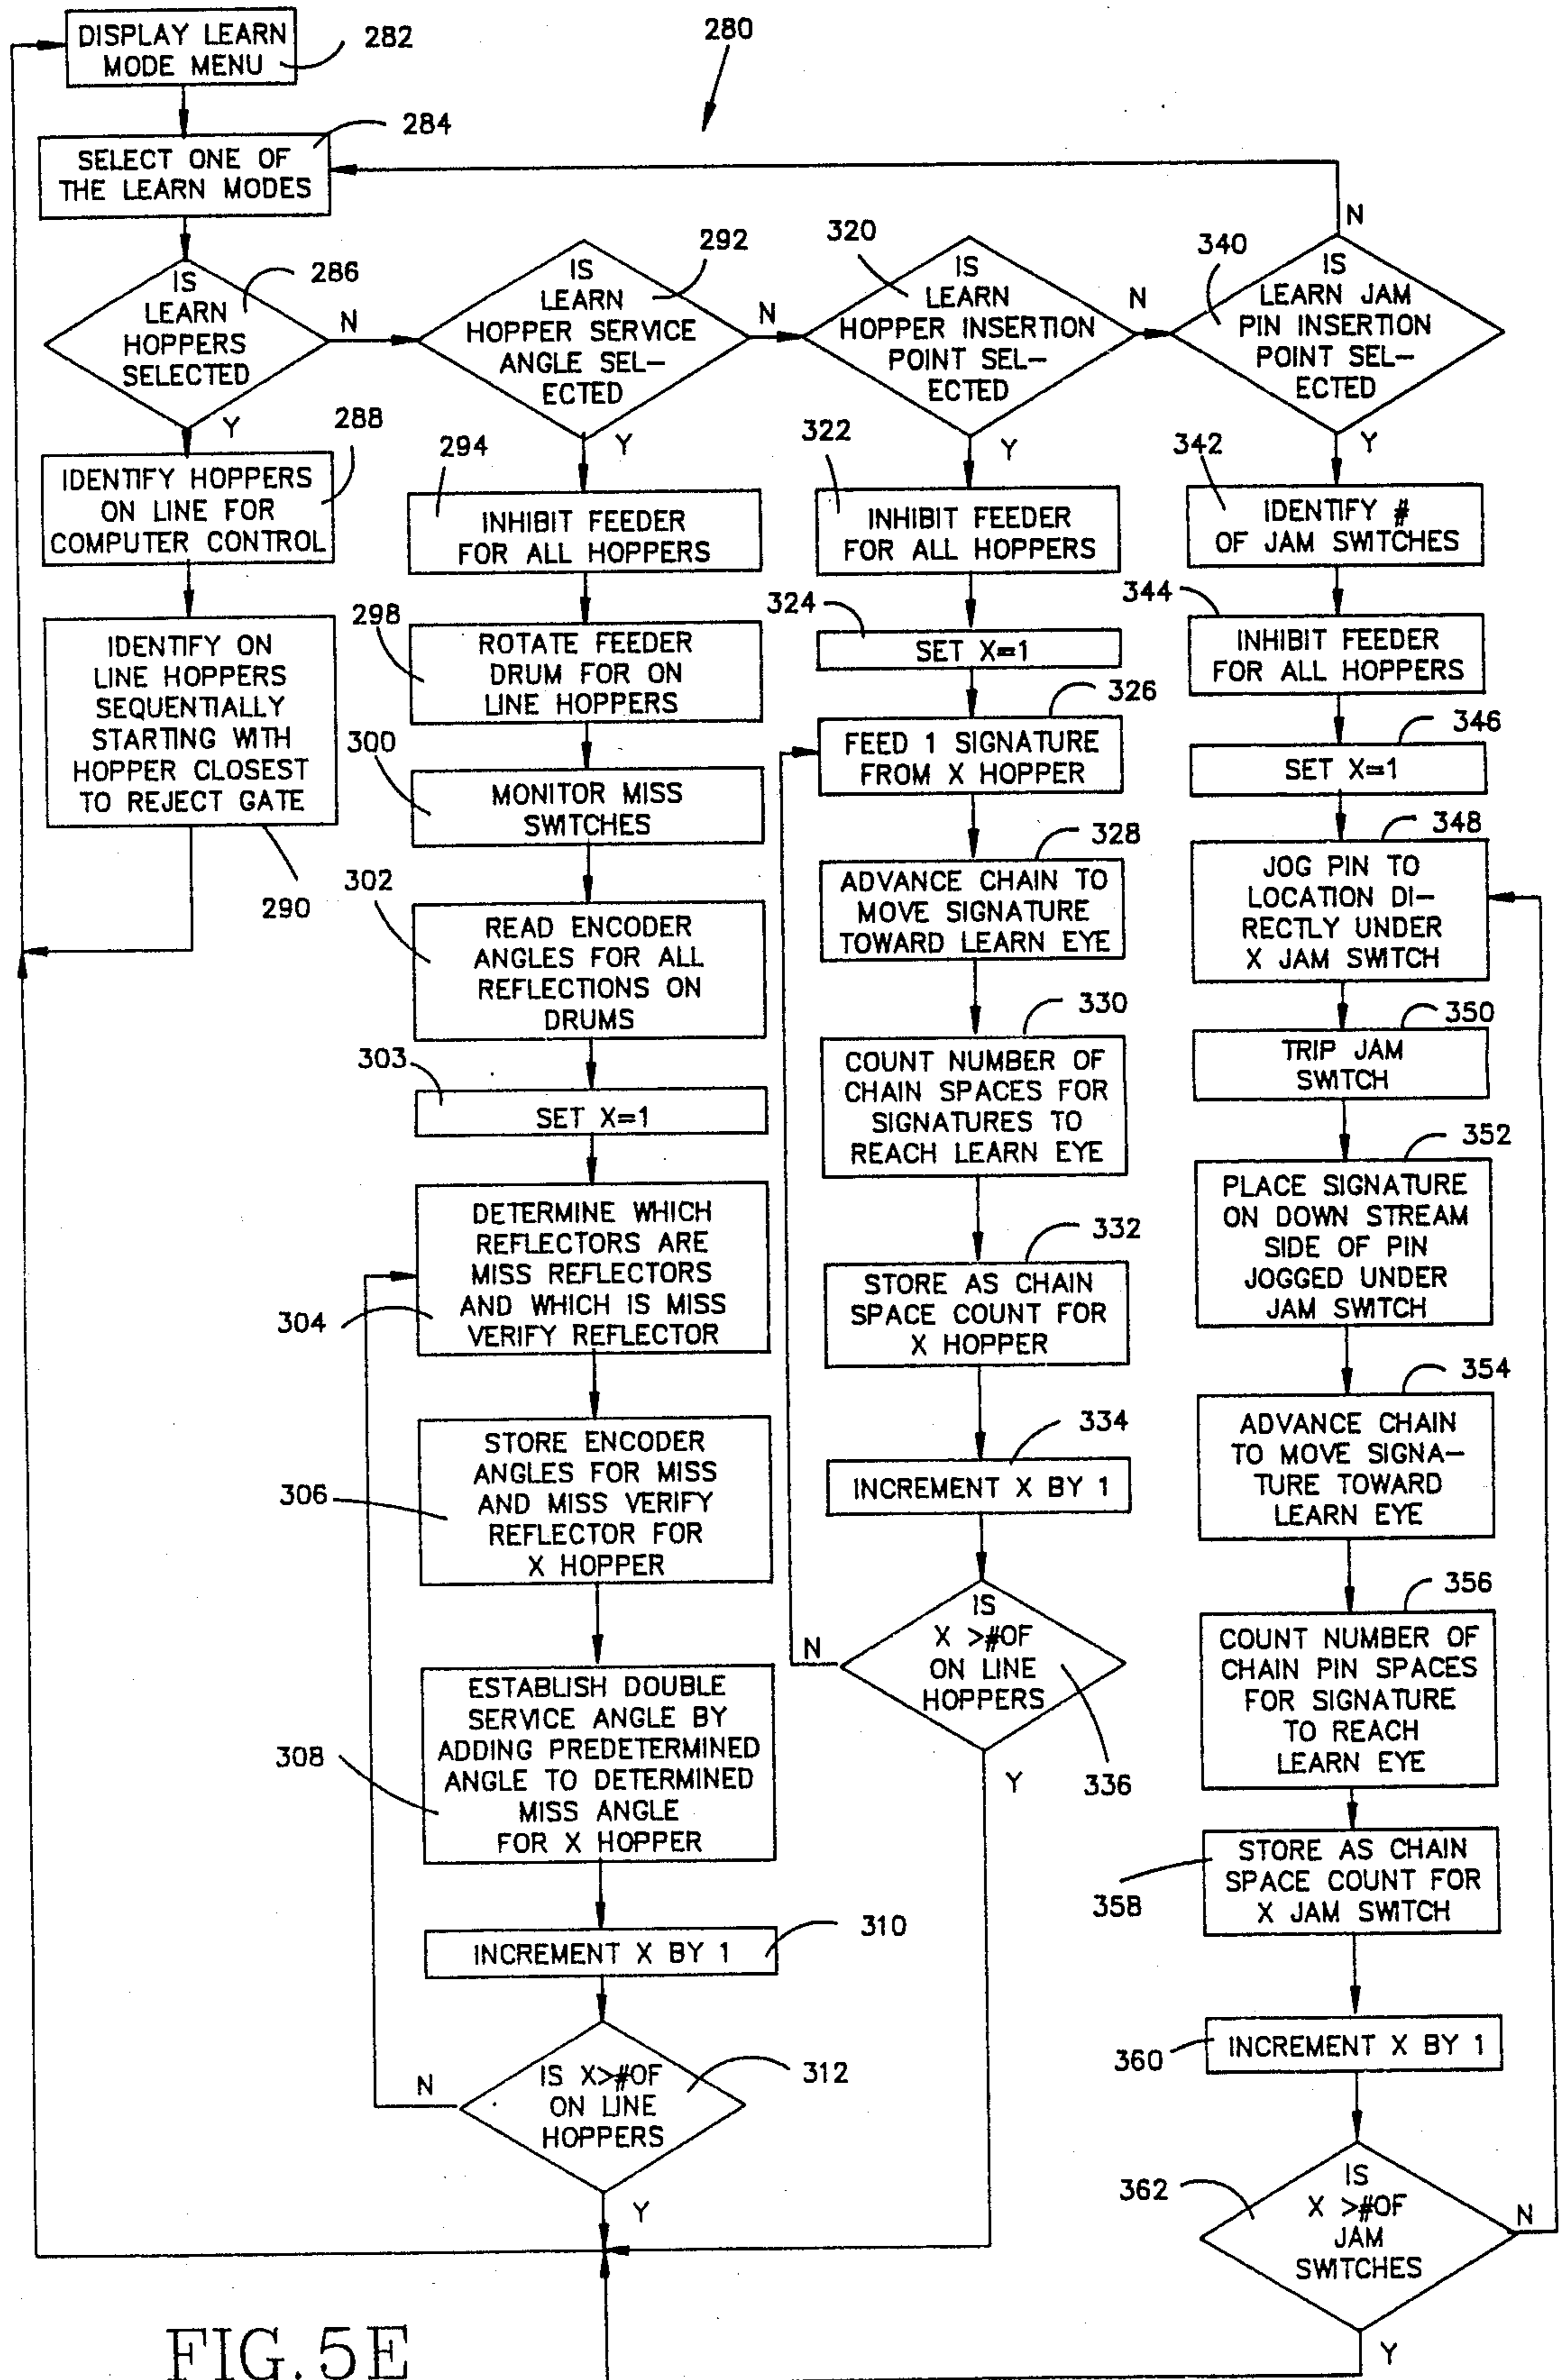 280
DISPLAY LEARN
MODE MENU
282
SELECT ONE OF
THE LEARN MODES
284
IS
LEARN
HOPPERS
SELECTED
286
N
Y
IDENTIFY HOPPERS
ON LINE FOR
COMPUTER CONTROL
288
IDENTIFY ON
LINE HOPPERS
SEQUENTIALLY
STARTING WITH
HOPPER CLOSEST
TO REJECT GATE
290
IS
LEARN
HOPPER SERVICE
ANGLE SEL-
ECTED
292
N
Y
294
INHIBIT FEEDER
FOR ALL HOPPERS
298
ROTATE FEEDER
DRUM FOR ON
LINE HOPPERS
300
MONITOR MISS
SWITCHES
302
READ ENCODER
ANGLES FOR ALL
REFLECTIONS ON
DRUMS
303
SET X=1
DETERMINE WHICH
REFLECTORS ARE
MISS REFLECTORS
AND WHICH IS MISS
VERIFY REFLECTOR
304
STORE ENCODER
ANGLES FOR MISS
AND MISS VERIFY
REFLECTOR FOR
X HOPPER
306
ESTABLISH DOUBLE
SERVICE ANGLE BY
ADDING PREDETERMINED
ANGLE TO DETERMINED
MISS ANGLE
FOR X HOPPER
308
INCREMENT X BY 1
310
IS X>#OF
ON LINE
HOPPERS
312
N
Y
320
IS
LEARN
HOPPER INSERTION
POINT SEL-
ECTED
N
Y
322
INHIBIT FEEDER
FOR ALL HOPPERS
324
SET X=1
326
FEED 1 SIGNATURE
FROM X HOPPER
328
ADVANCE CHAIN TO
MOVE SIGNATURE
TOWARD LEARN EYE
330
COUNT NUMBER OF
CHAIN SPACES FOR
SIGNATURES TO
REACH LEARN EYE
332
STORE AS CHAIN
SPACE COUNT FOR
X HOPPER
334
INCREMENT X BY 1
IS
X >#OF
ON LINE
HOPPERS
336
N
Y
340
IS
LEARN JAM
PIN INSERTION
POINT SEL-
ECTED
N
Y
342
IDENTIFY #
OF JAM SWITCHES
344
INHIBIT FEEDER
FOR ALL HOPPERS
346
SET X=1
348
JOG PIN TO
LOCATION DI-
RECTLY UNDER
X JAM SWITCH
350
TRIP JAM
SWITCH
352
PLACE SIGNATURE
ON DOWN STREAM
SIDE OF PIN
JOGGED UNDER
JAM SWITCH
354
ADVANCE CHAIN
TO MOVE SIGNA-
TURE TOWARD
LEARN EYE
356
COUNT NUMBER OF
CHAIN PIN SPACES
FOR SIGNATURE
TO REACH
LEARN EYE
358
STORE AS CHAIN
SPACE COUNT FOR
X JAM SWITCH
360
INCREMENT X BY 1
362
IS
X >#OF
JAM
SWITCHES
N
Y
FIG.5E